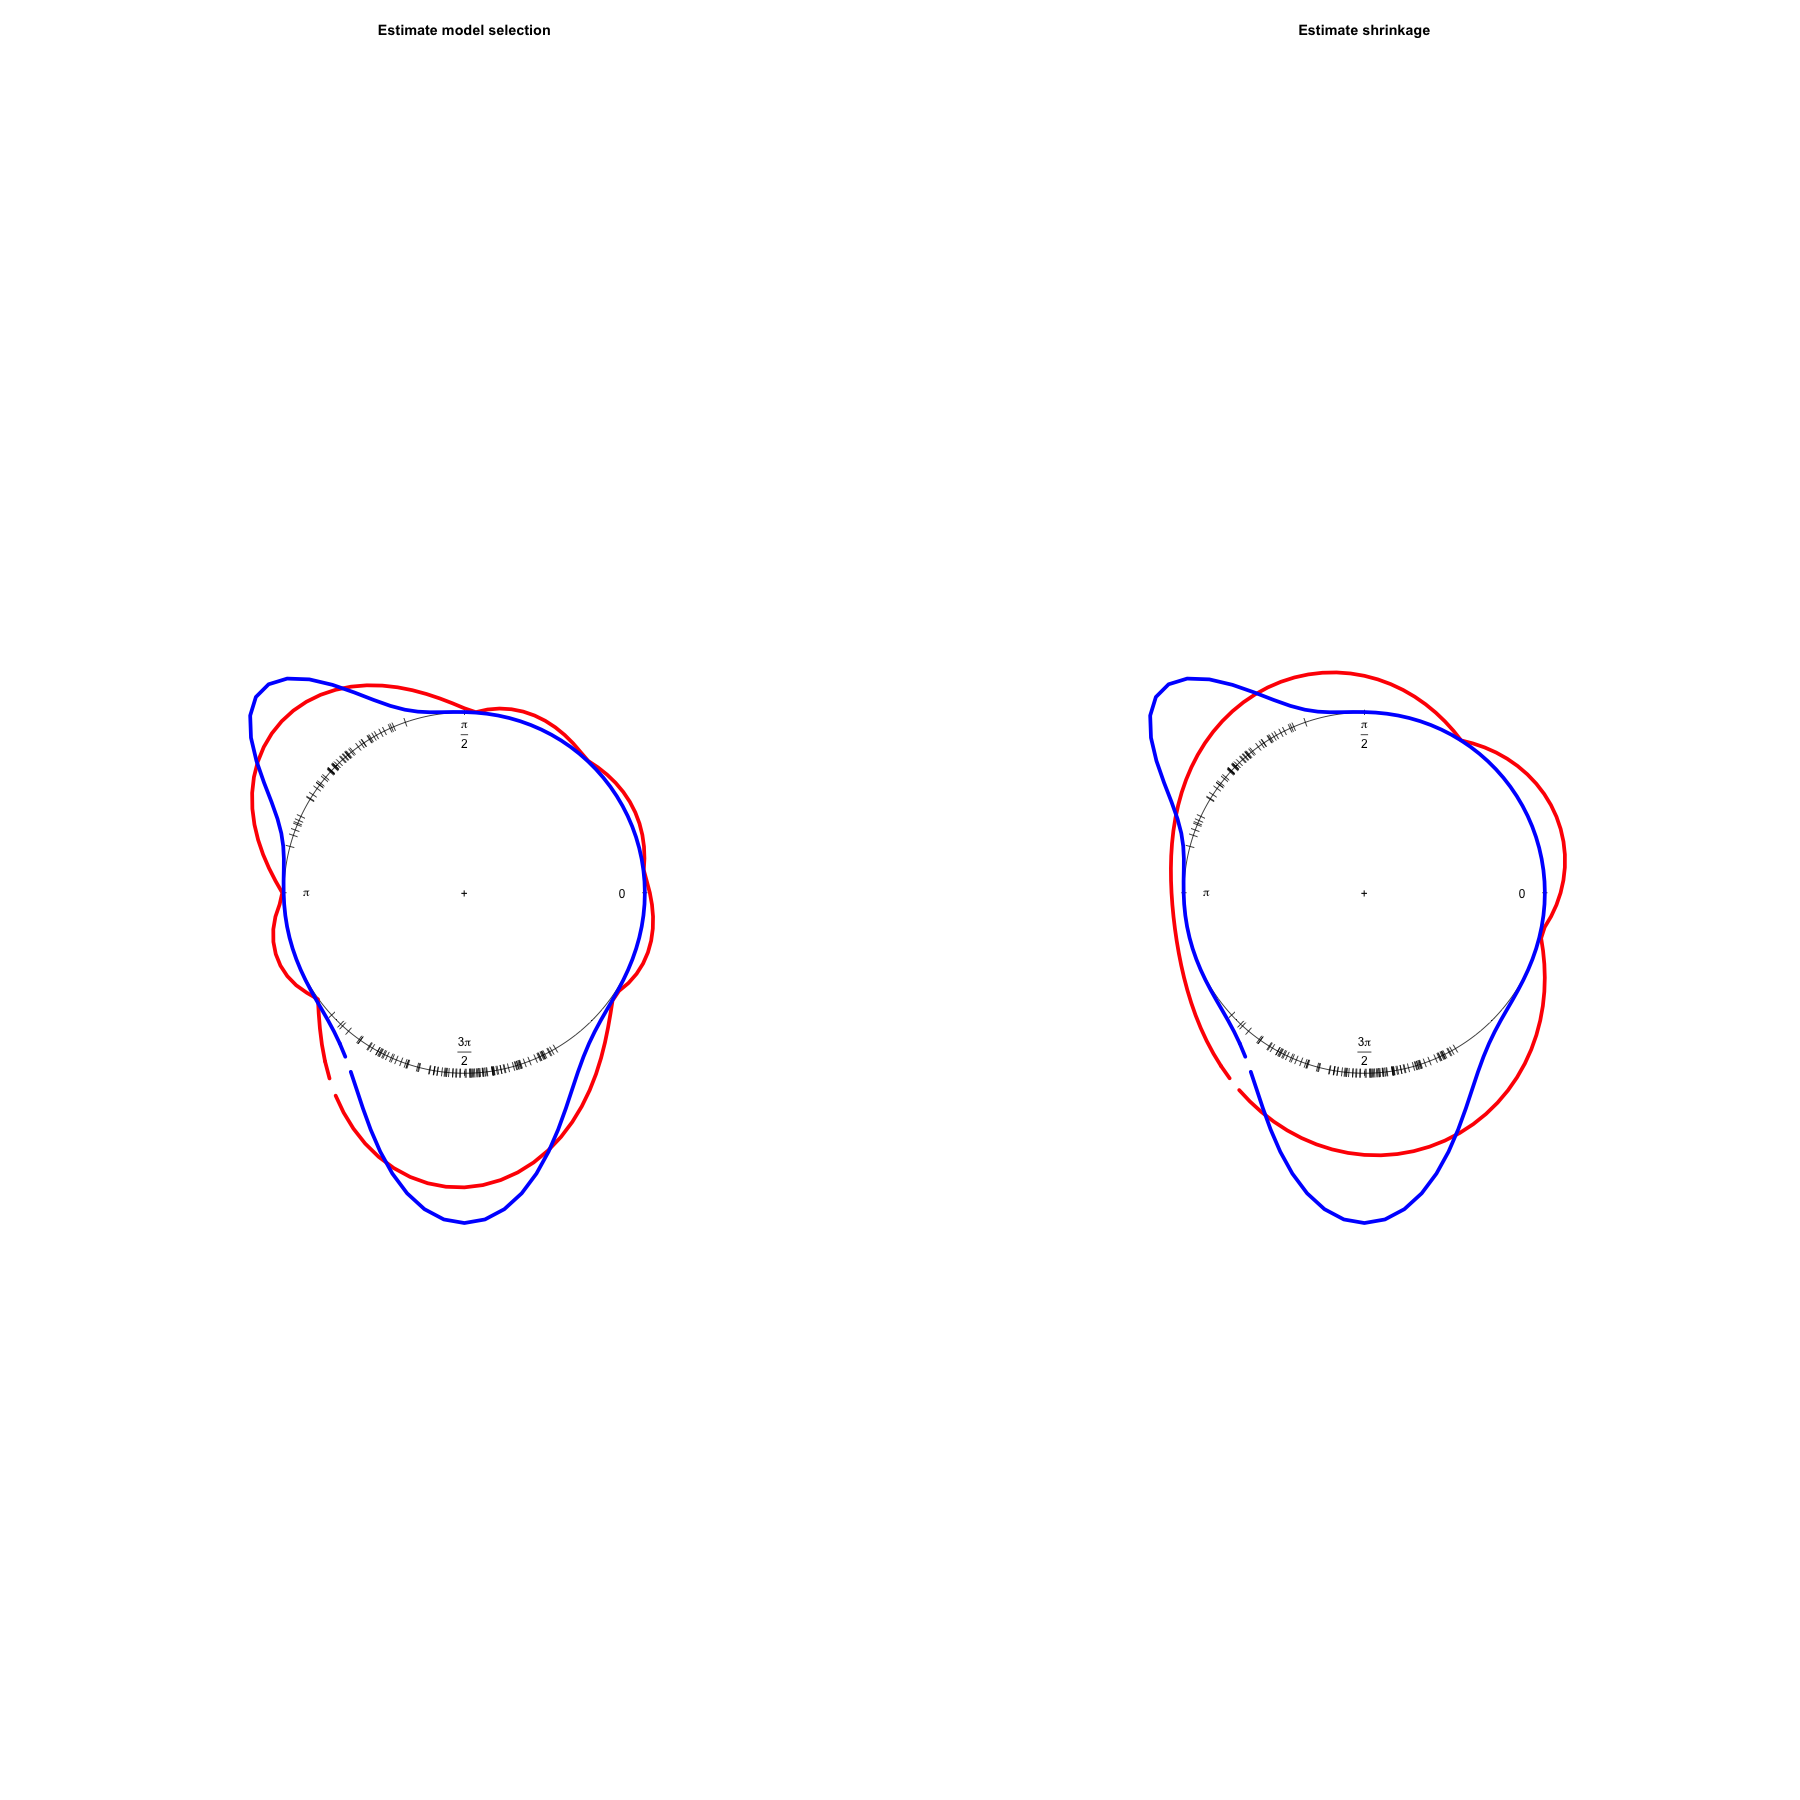 Estimate model selection
π
2
π
+
0
3π
2
Estimate shrinkage
π
2
π
+
0
3π
2